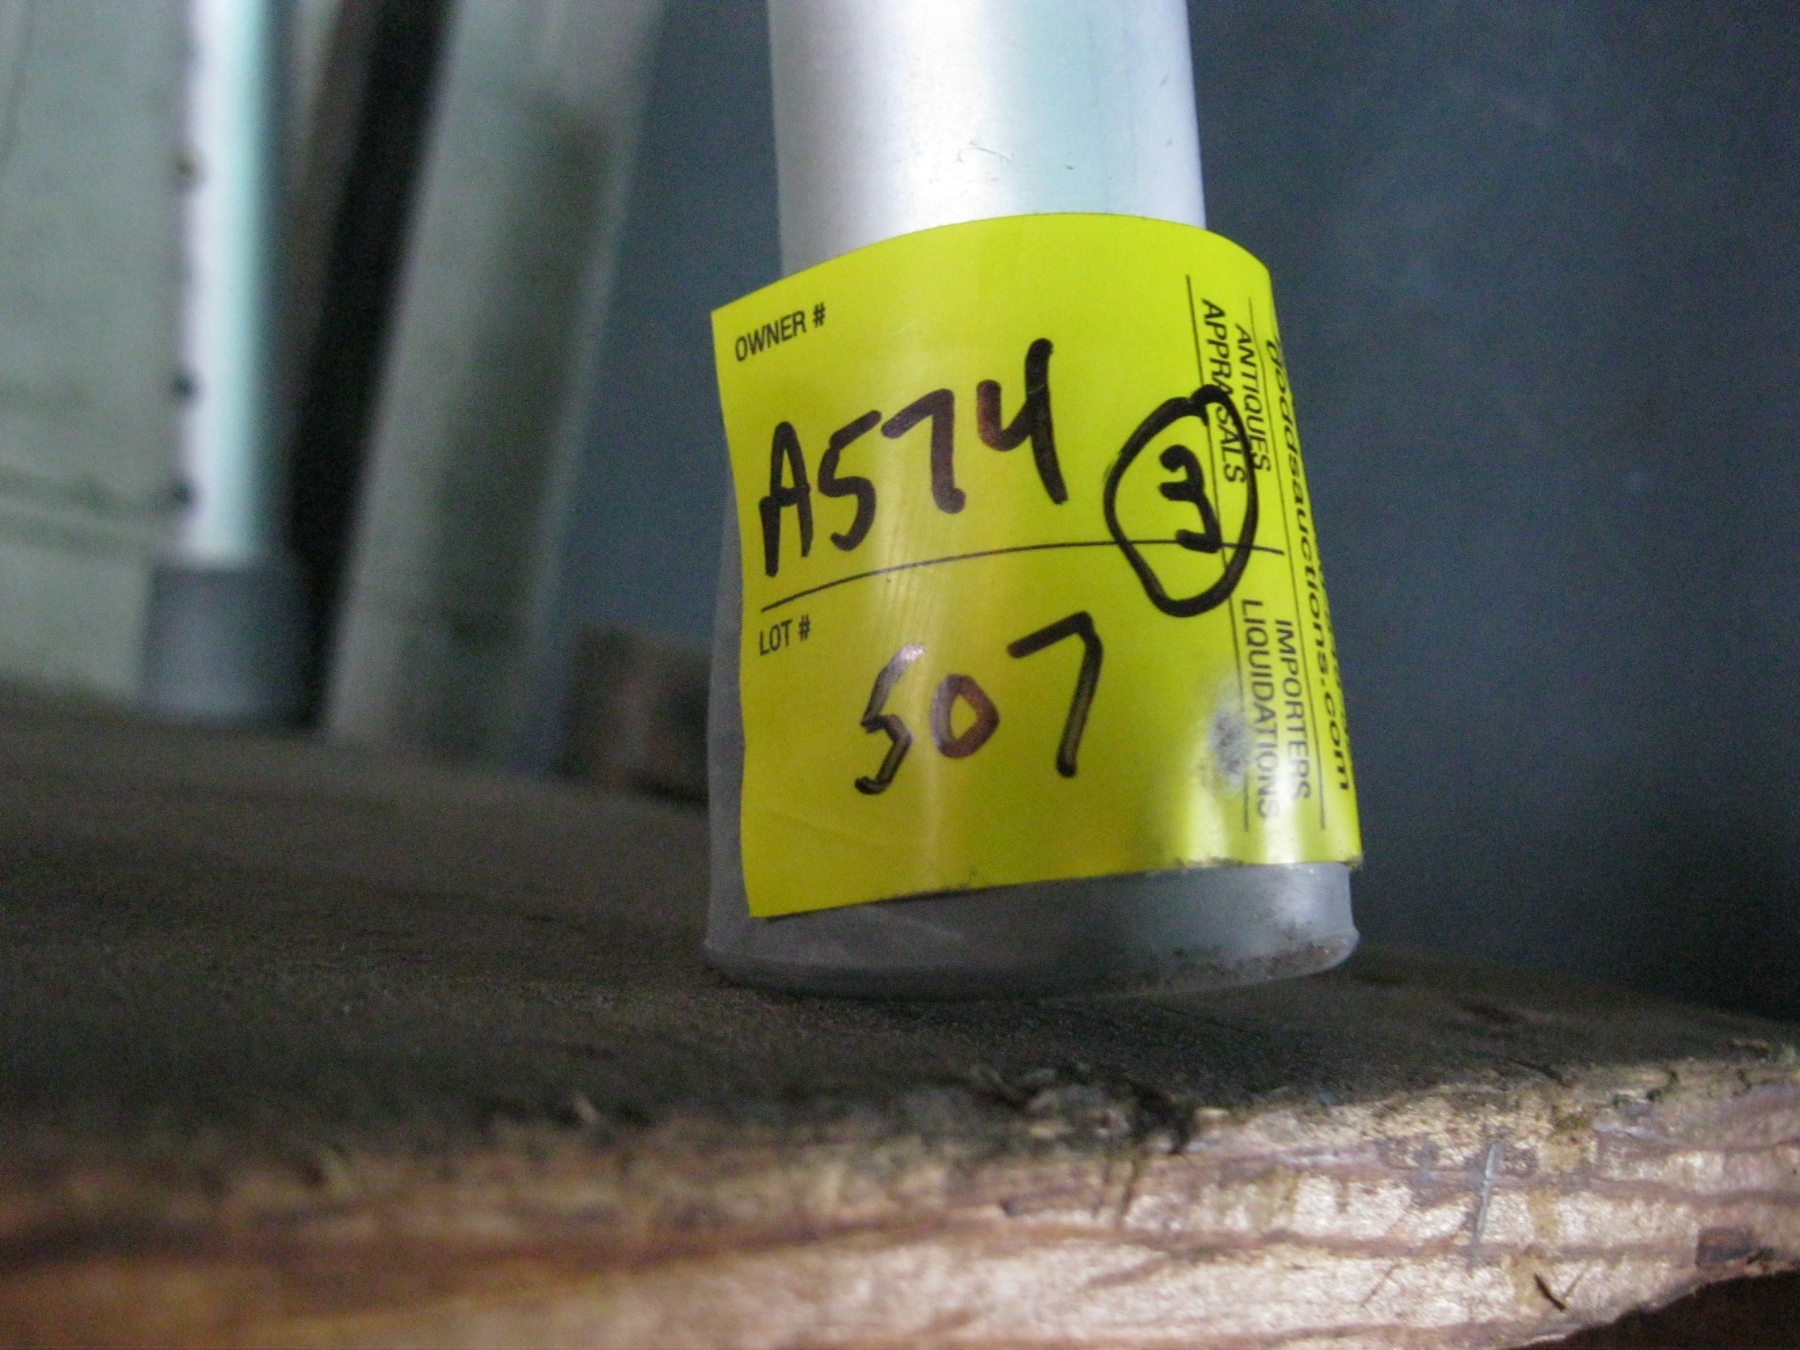 OWNER #
A574
3
LOT #
507
APPRAISALS
ANTIQUES
LIQUIDATIONS
IMPORTERS